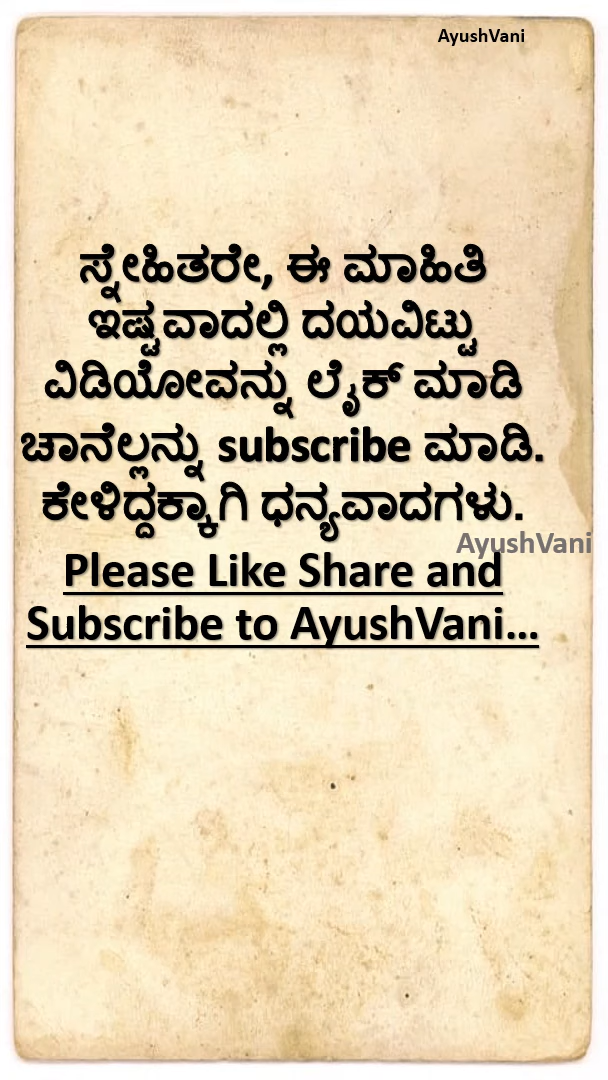 AyushVani
ಸ್ನೇಹಿತರೇ, ಈ ಮಾಹಿತಿ
ಇಷ್ಟವಾದಲ್ಲಿ ದಯವಿಟ್ಟು
ವಿಡಿಯೋವನ್ನು ಲೈಕ್ ಮಾಡಿ
ಚಾನೆಲ್ಲನ್ನು subscribe ಮಾಡಿ.
ಕೇಳಿದ್ದಕ್ಕಾಗಿ ಧನ್ಯವಾದಗಳು.
AyushVani
Please Like Share and
Subscribe to AyushVani...